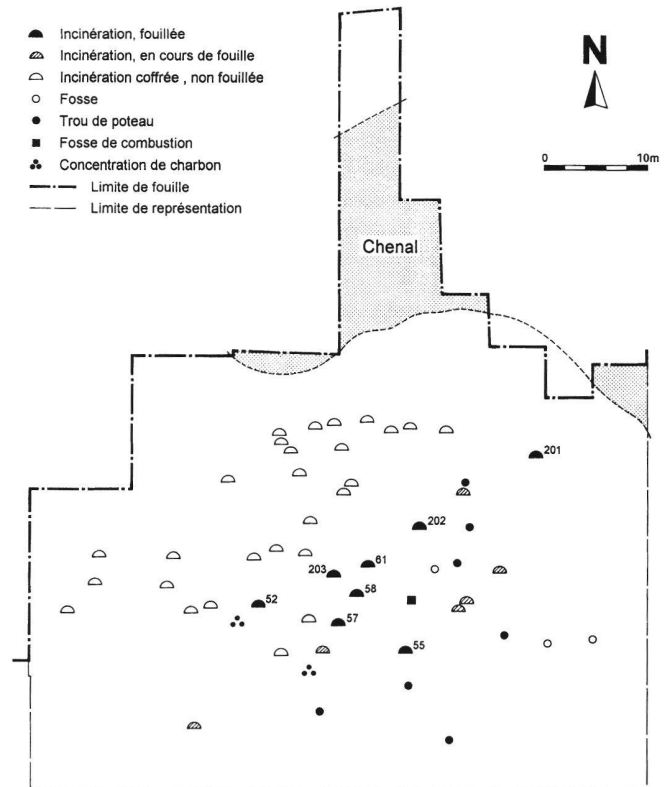 Incinération, fouillée
Incinération, en cours de fouille
Incinération coffrée , non fouillée
Fosse
Trou de poteau
Fosse de combustion
Concentration de charbon
Limite de fouille
Limite de représentation
N
0 10m
Chenal
201
202
61
203
58
52
57
55